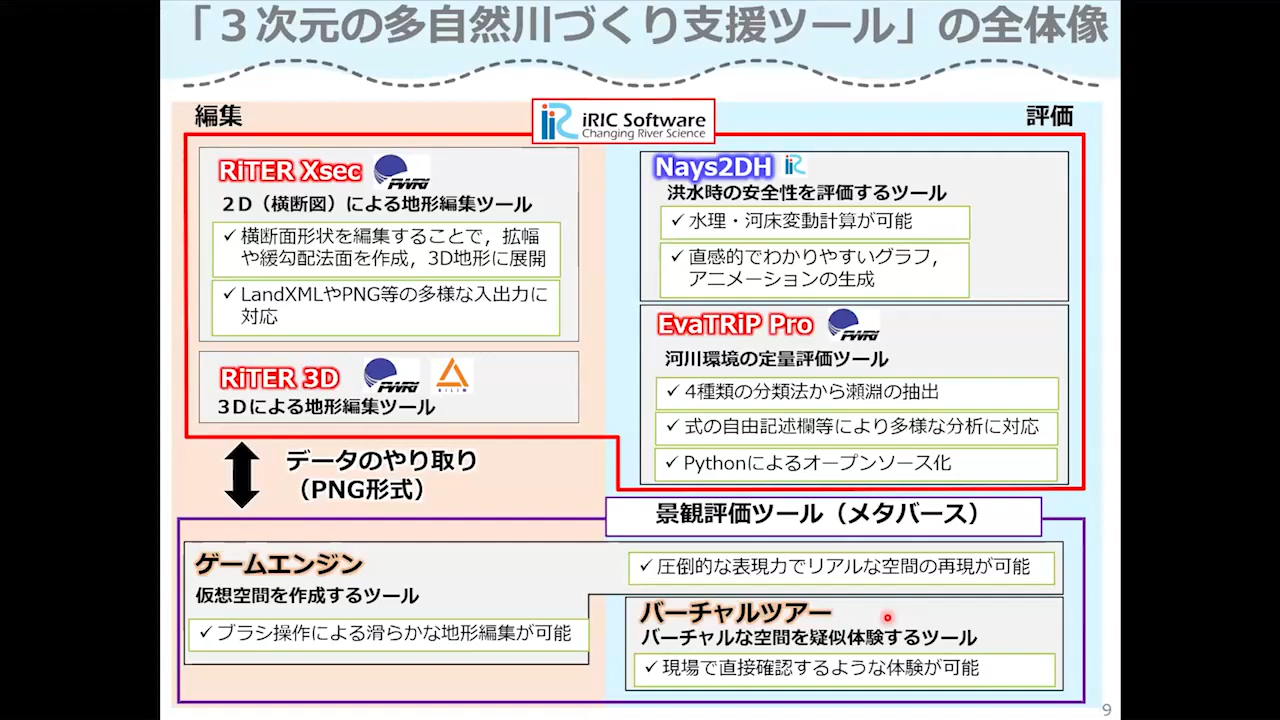 「３次元の多自然川づくり支援ツール」の全体像
編集
iRIC Software
Changing River Science
評価
RiTER Xsec
PWRI
２D（横断図）による地形編集ツール
✓横断面形状を編集することで，拡幅
や緩勾配法面を作成，3D地形に展開
✓LandXMLやPNG等の多様な入出力に
対応
RiTER 3D
PWRI
KILIN
３Dによる地形編集ツール
Nays2DH
洪水時の安全性を評価するツール
✓水理・河床変動計算が可能
✓直感的でわかりやすいグラフ，
アニメーションの生成
EvaTRiP Pro
PWRI
河川環境の定量評価ツール
✓4種類の分類法から瀬淵の抽出
✓式の自由記述欄等により多様な分析に対応
✓Pythonによるオープンソース化
データのやり取り
（PNG形式）
景観評価ツール（メタバース）
ゲームエンジン
仮想空間を作成するツール
✓ブラシ操作による滑らかな地形編集が可能
✓圧倒的な表現力でリアルな空間の再現が可能
バーチャルツアー
バーチャルな空間を疑似体験するツール
✓現場で直接確認するような体験が可能
9